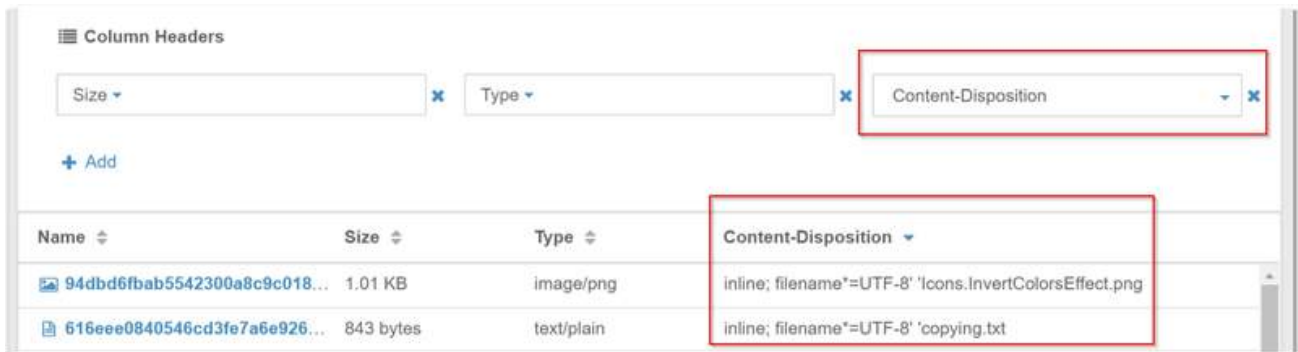 Column Headers
Size Type Content-Disposition
Add
Name Size Type Content-Disposition
94dbd6fbab5542300a8c9c018... 1.01 KB image/png inline; filename*=UTF-8' 'Icons.InvertColorsEffect.png
616eee0840546cd3fe7a6e926... 843 bytes text/plain inline; filename*=UTF-8' 'copying.txt